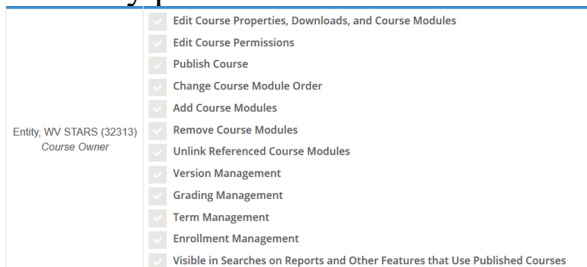 Edit Course Properties, Downloads, and Course Modules
Edit Course Permissions
Publish Course
Change Course Module Order
Add Course Modules
Entity, WV STARS (32313)
Course Owner
Remove Course Modules
Unlink Referenced Course Modules
Version Management
Grading Management
Term Management
Enrollment Management
Visible in Searches on Reports and Other Features that Use Published Courses